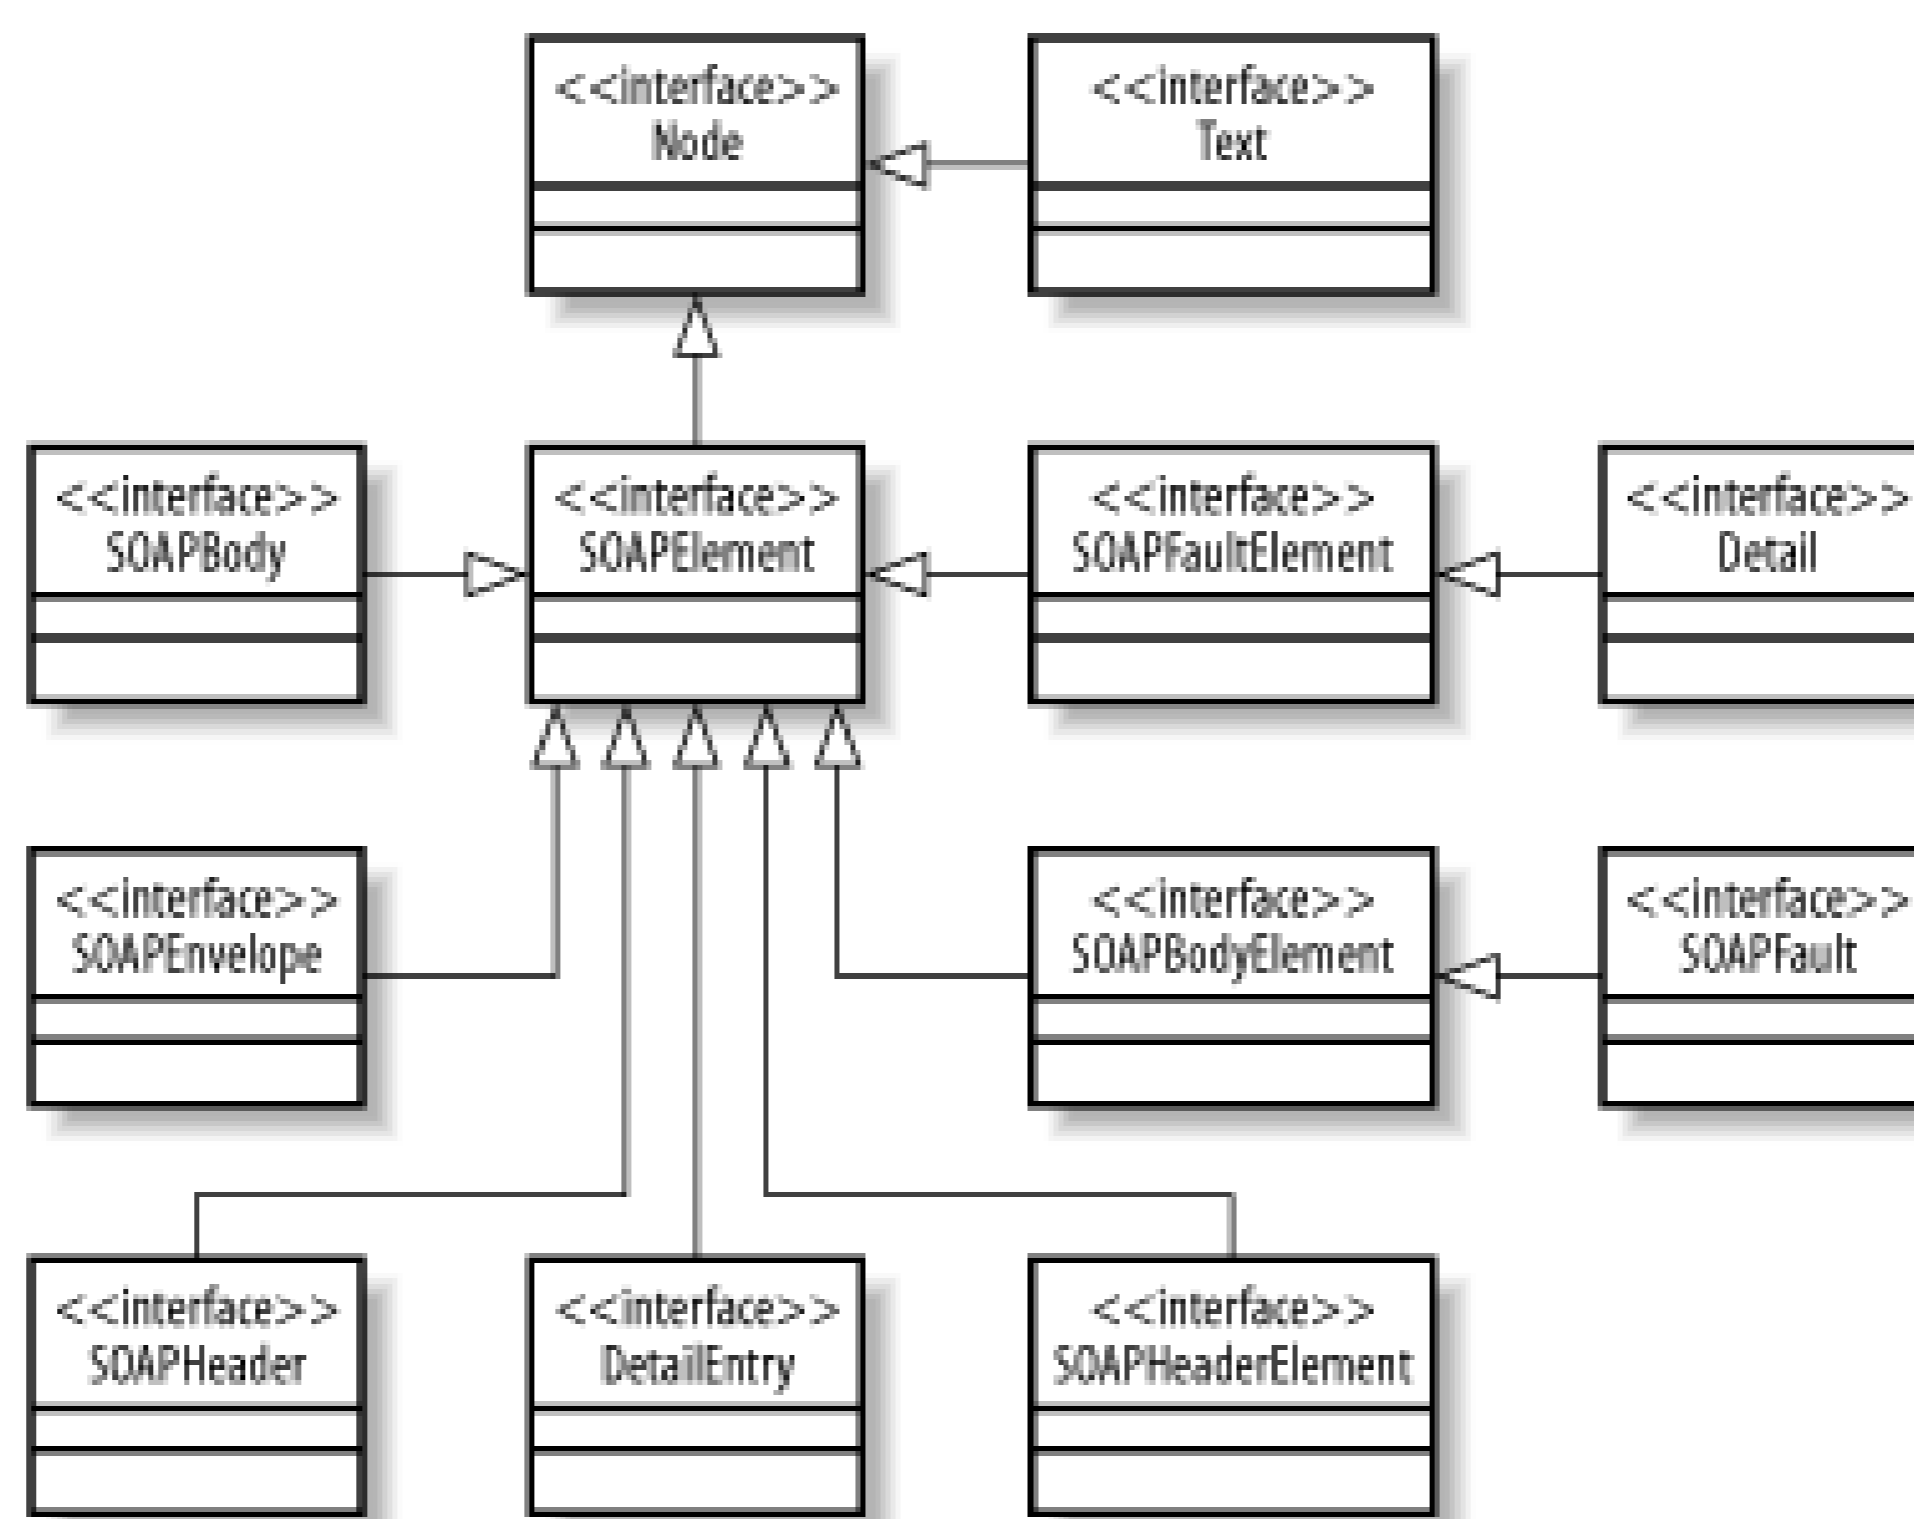 <<interface>>
Node
<<interface>>
Text
<<interface>>
SOAPBody
<<interface>>
SOAPElement
<<interface>>
SOAPFaultElement
<<interface>>
Detail
<<interface>>
SOAPEnvelope
<<interface>>
SOAPBodyElement
<<interface>>
SOAPFault
<<interface>>
SOAPHeader
<<interface>>
DetailEntry
<<interface>>
SOAPHeaderElement